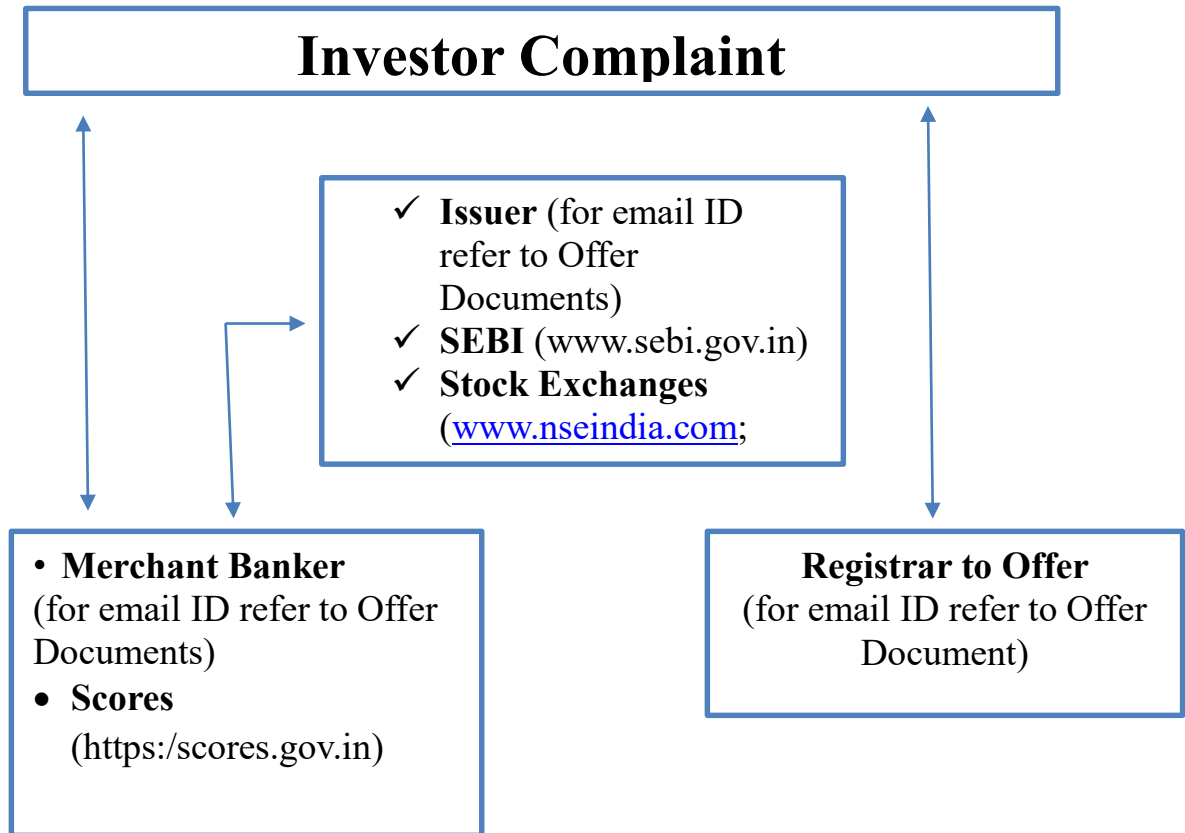 Investor Complaint
✓ Issuer (for email ID
refer to Offer
Documents)
✓ SEBI (www.sebi.gov.in)
✓ Stock Exchanges
(www.nseindia.com;
• Merchant Banker
(for email ID refer to Offer
Documents)
• Scores
(https:/scores.gov.in)
Registrar to Offer
(for email ID refer to Offer
Document)